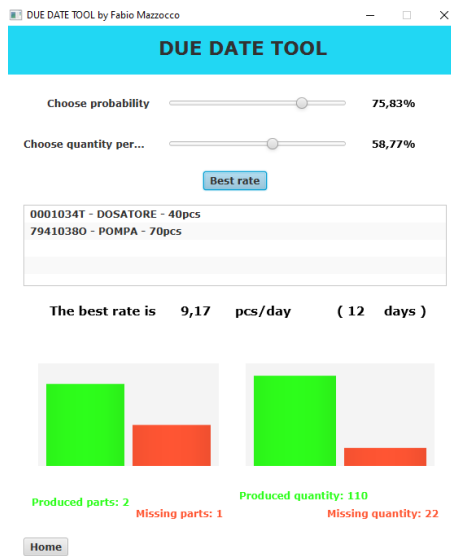 DUE DATE TOOL by Fabio Mazzocco
DUE DATE TOOL
Choose probability 75,83%
Choose quantity per... 58,77%
Best rate
0001034T - DOSATORE - 40pcs
7941038O - POMPA - 70pcs
The best rate is 9,17 pcs/day ( 12 days )
Produced parts: 2
Missing parts: 1
Produced quantity: 110
Missing quantity: 22
Home